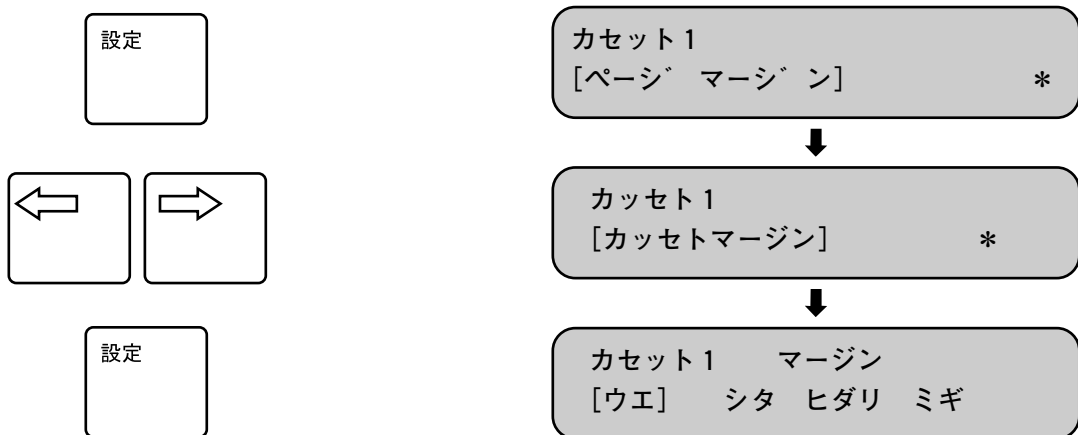 設定
カセット1
[ペーシ゛ マーシ゛ン] *
カッセト1
[カッセトマージン] *
設定
カセット1 マージン
[ウエ] シタ ヒダリ ミギ